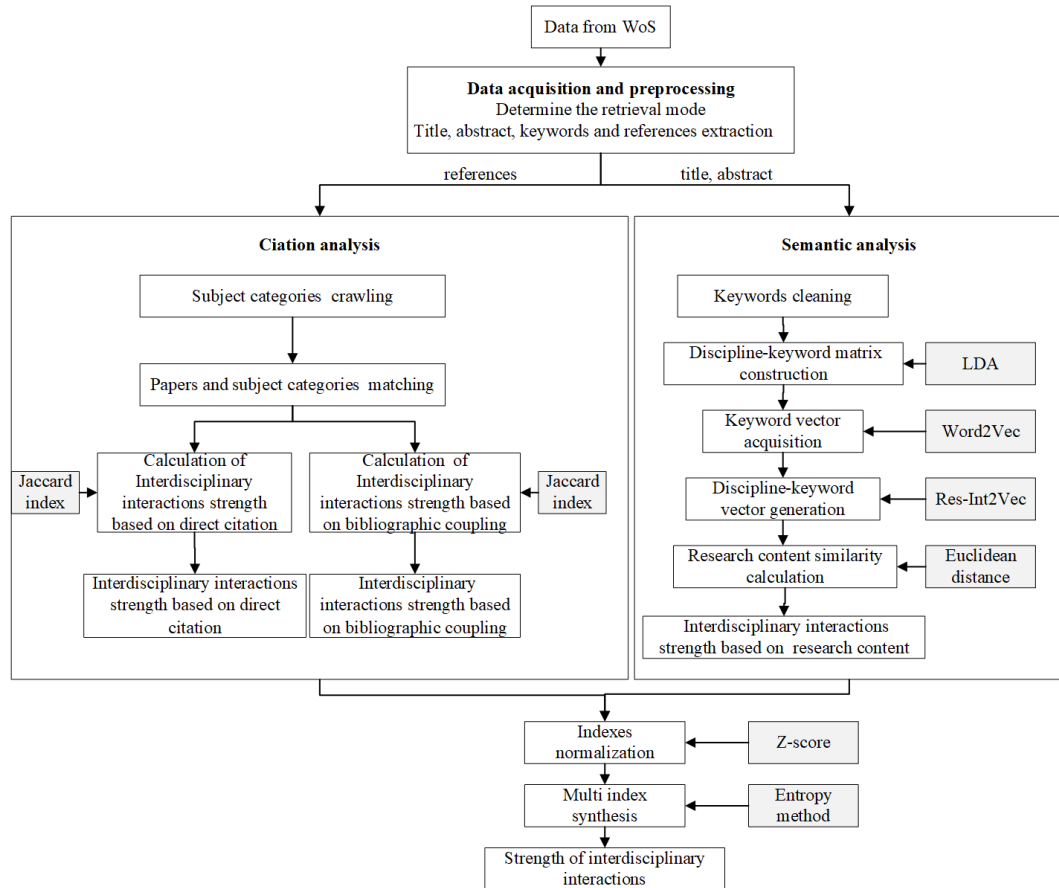 Data from WoS
Data acquisition and preprocessing
Determine the retrieval mode
Title, abstract, keywords and references extraction
references
title, abstract
Ciation analysis
Subject categories crawling
Papers and subject categories matching
Jaccard
index
Calculation of
Interdisciplinary
interactions strength
based on direct citation
Calculation of
Interdisciplinary
interactions strength
based on bibliographic coupling
Jaccard
index
Interdisciplinary interactions
strength based on direct
citation
Interdisciplinary
interactions strength based
on bibliographic coupling
Semantic analysis
Keywords cleaning
Discipline-keyword matrix
construction
LDA
Keyword vector
acquisition
Word2Vec
Discipline-keyword
vector generation
Res-Int2Vec
Research content similarity
calculation
Euclidean
distance
Interdisciplinary interactions
strength based on research content
Indexes
normalization
Z-score
Multi index
synthesis
Entropy
method
Strength of interdisciplinary
interactions